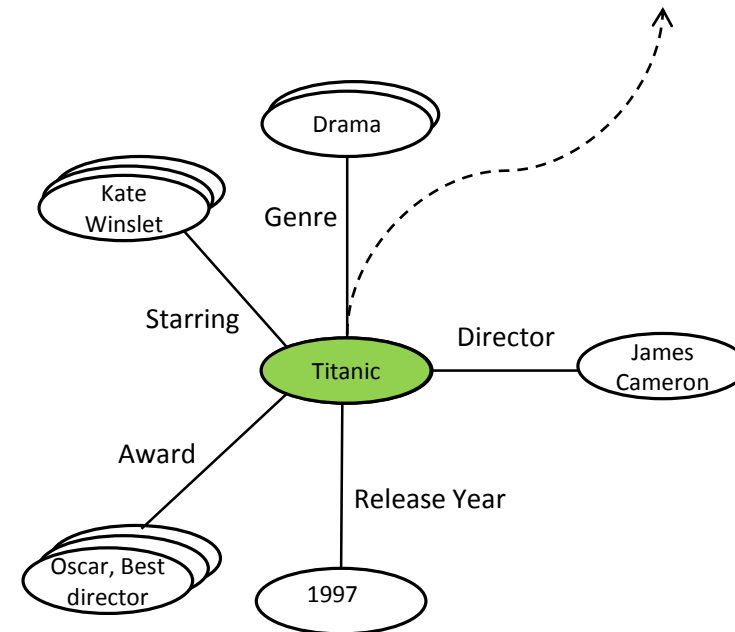 Drama
Kate
Winslet
Genre
Starring
Director
Titanic
James
Cameron
Award
Release Year
Oscar, Best
director
1997